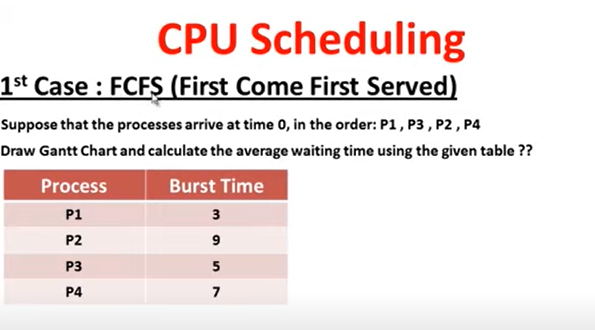 CPU Scheduling
1st Case : FCFS (First Come First Served)
Suppose that the processes arrive at time 0, in the order: P1 , P3 , P2 , P4
Draw Gantt Chart and calculate the average waiting time using the given table ??
Process Burst Time
P1 3
P2 9
P3 5
P4 7